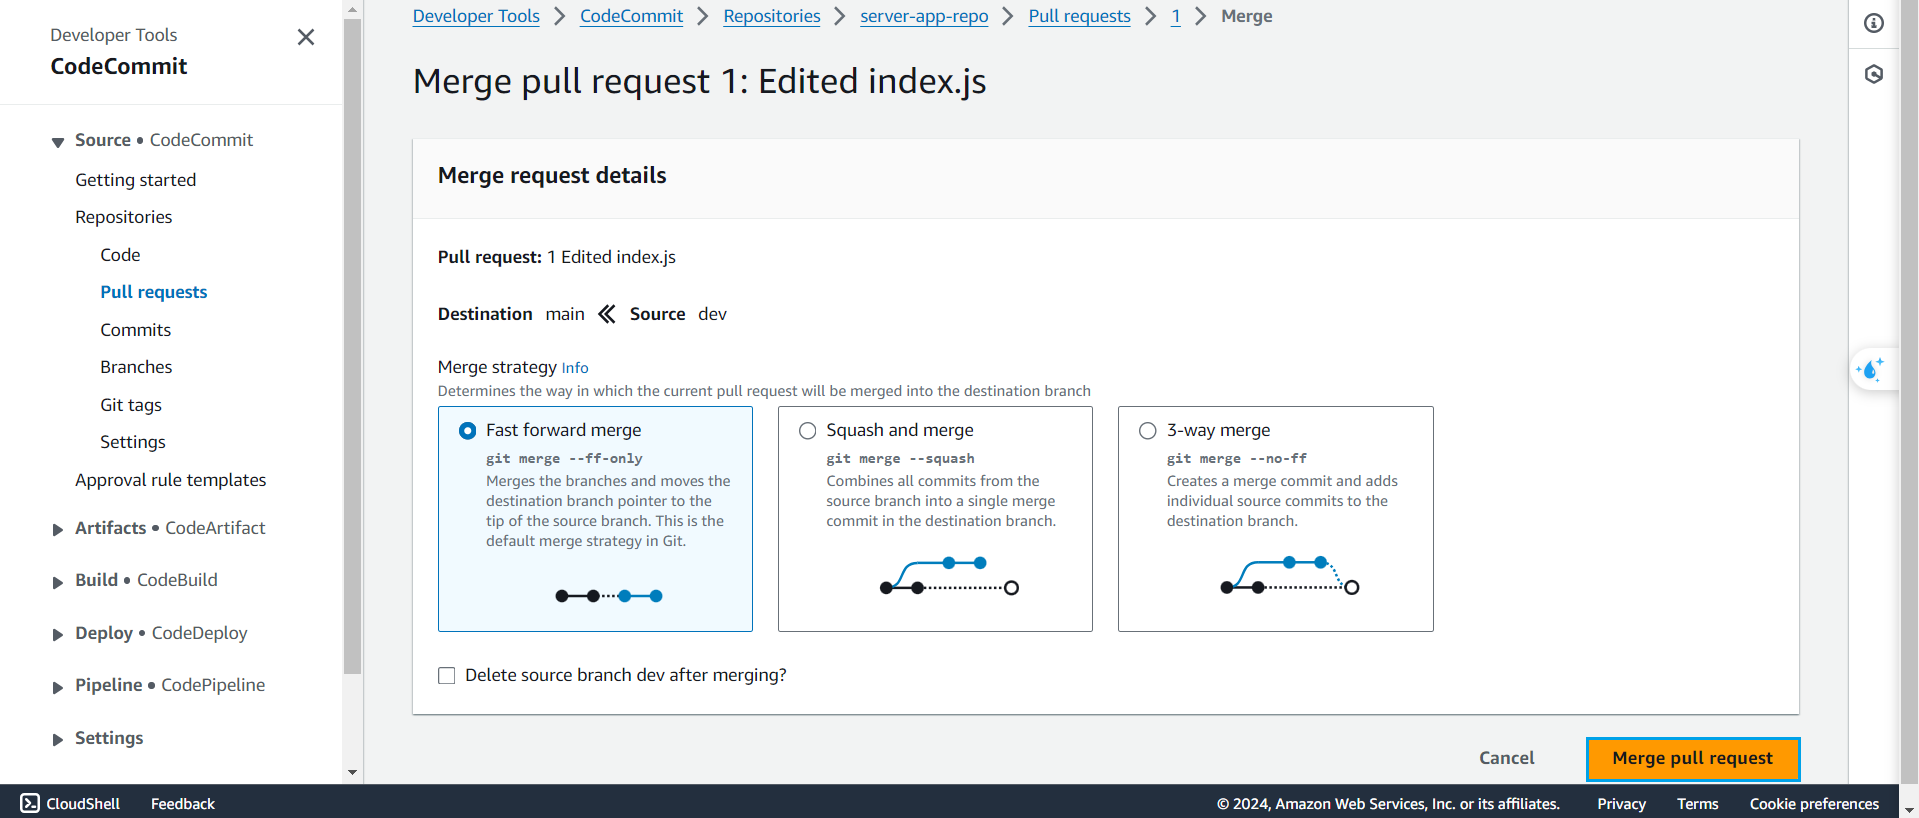 Developer Tools
CodeCommit
Source • CodeCommit
Getting started
Repositories
Code
Pull requests
Commits
Branches
Git tags
Settings
Approval rule templates
Artifacts • CodeArtifact
Build • CodeBuild
Deploy • CodeDeploy
Pipeline • CodePipeline
Settings
Developer Tools > CodeCommit > Repositories > server-app-repo > Pull requests > 1 > Merge
Merge pull request 1: Edited index.js
Merge request details
Pull request: 1 Edited index.js
Destination main « Source dev
Merge strategy Info
Determines the way in which the current pull request will be merged into the destination branch
Fast forward merge
git merge --ff-only
Merges the branches and moves the
destination branch pointer to the
tip of the source branch. This is the
default merge strategy in Git.
Squash and merge
git merge --squash
Combines all commits from the
source branch into a single merge
commit in the destination branch.
3-way merge
git merge --no-ff
Creates a merge commit and adds
individual source commits to the
destination branch.
Delete source branch dev after merging?
Cancel
Merge pull request
CloudShell Feedback
© 2024, Amazon Web Services, Inc. or its affiliates. Privacy Terms Cookie preferences